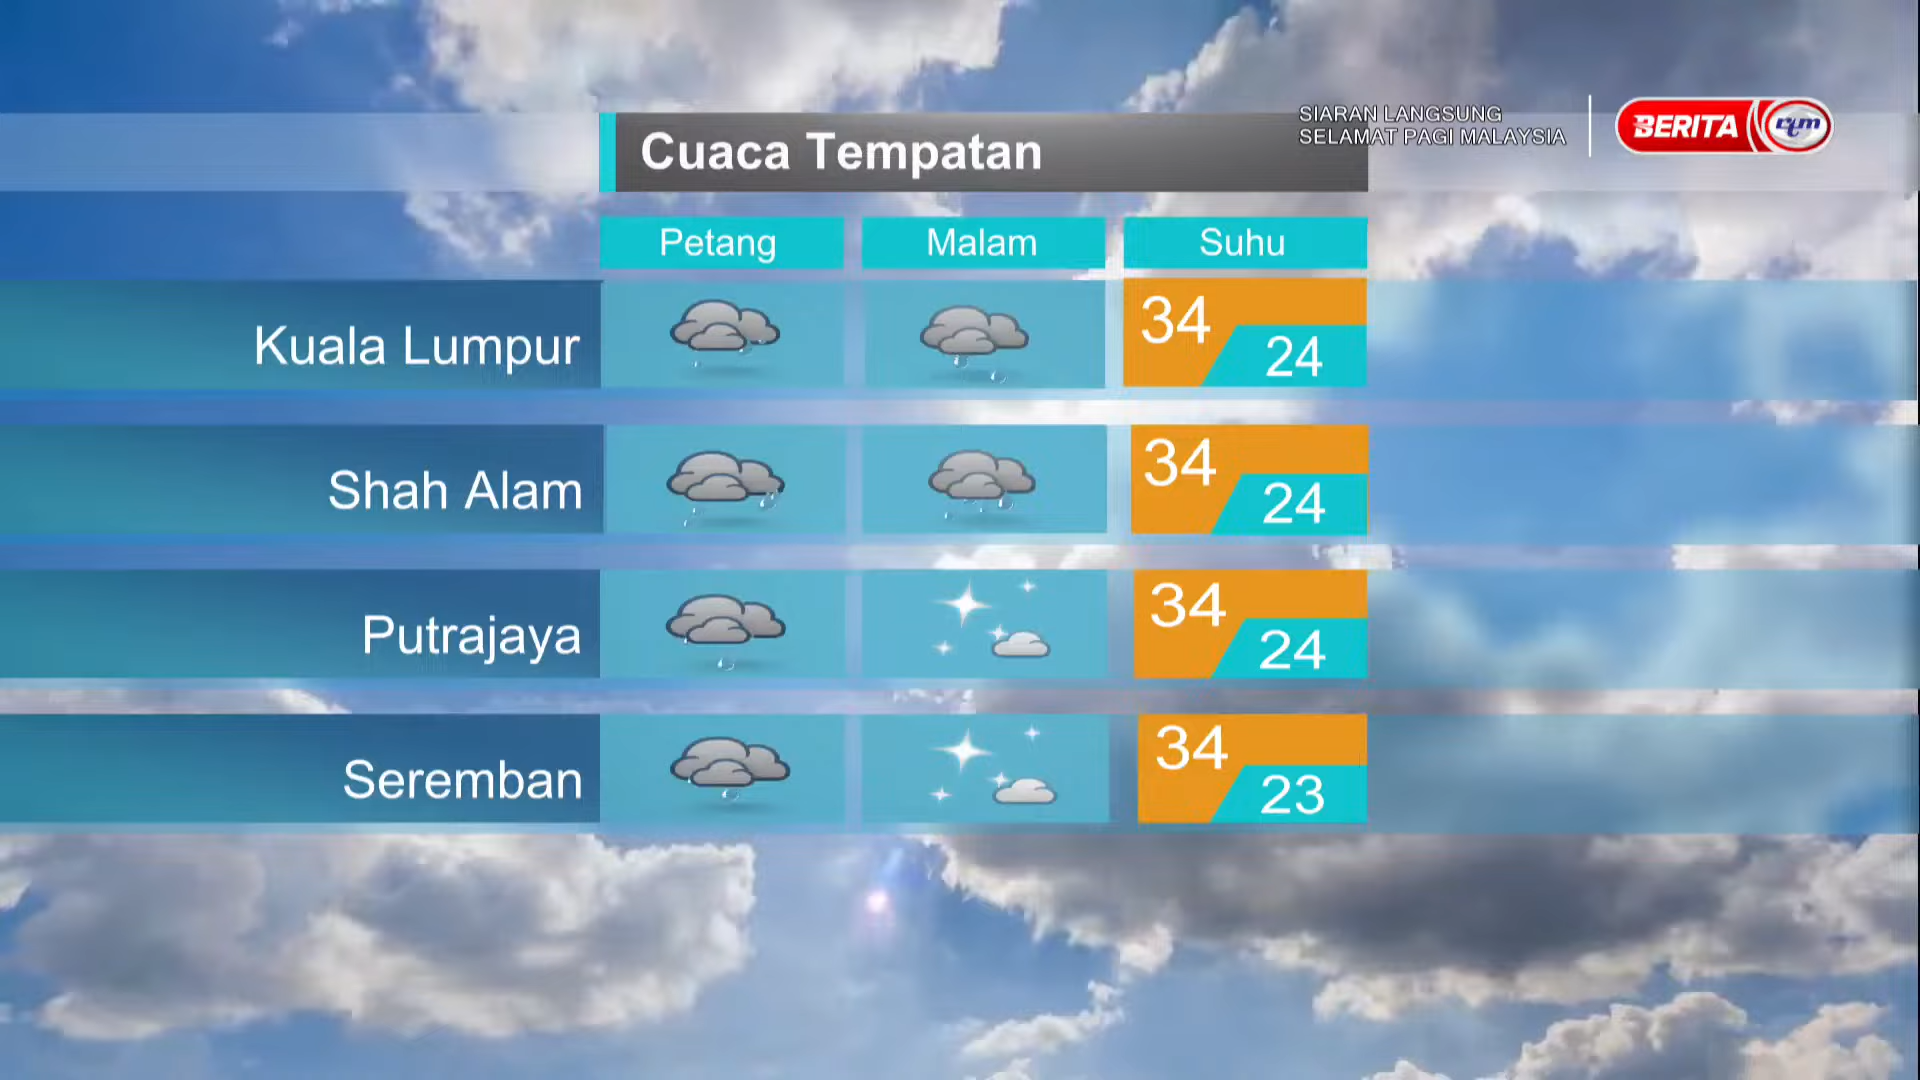 SIARAN LANGSUNG
SELAMAT PAGI MALAYSIA
BERITA rtm
Cuaca Tempatan
Petang Malam Suhu
Kuala Lumpur 34 24
Shah Alam 34 24
Putrajaya 34 24
Seremban 34 23